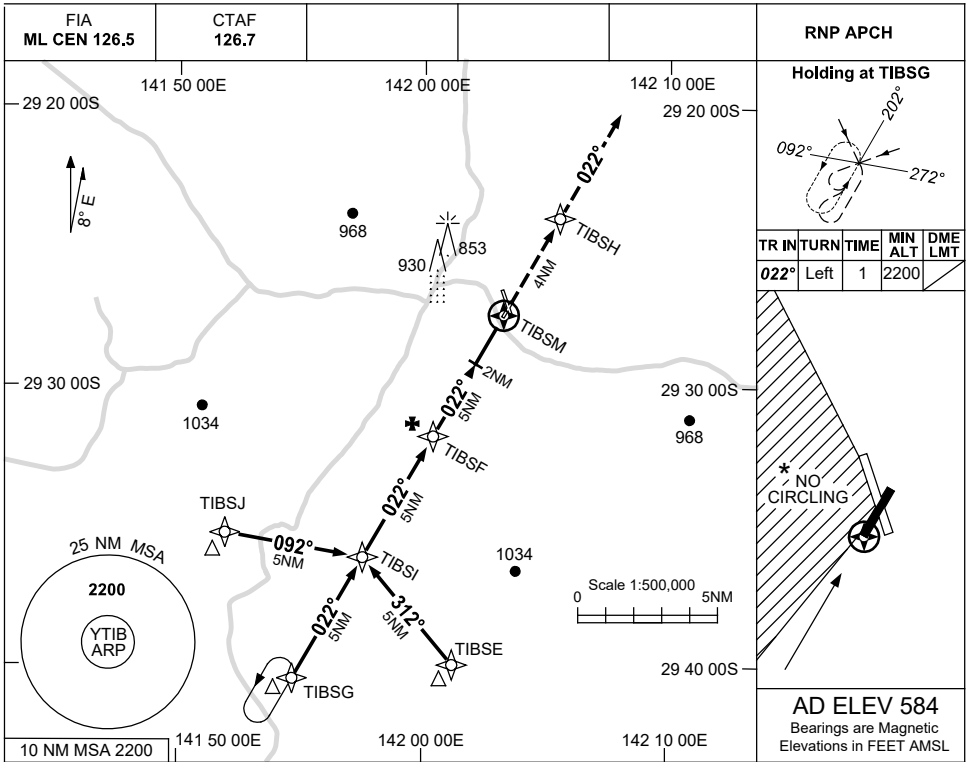 FIA
ML CEN 126.5
CTAF
126.7
RNP APCH
141 50 00E
142 00 00E
142 10 00E
29 20 00S
29 20 00S
8° E
968
853
930
022°
TIBSH
4NM
TIBSM
2NM
29 30 00S
29 30 00S
1034
022°
5NM
968
TIBSF
022°
5NM
TIBSJ
092°
5NM
TIBSI
1034
022°
5NM
312°
5NM
TIBSE
TIBSG
Scale 1:500,000
0
5NM
25 NM MSA
2200
YTIB
ARP
29 40 00S
10 NM MSA 2200
141 50 00E
142 00 00E
142 10 00E
Holding at TIBSG
202°
092°
272°
TR IN TURN TIME MIN ALT DME LMT
022° Left 1 2200
* NO
CIRCLING
AD ELEV 584
Bearings are Magnetic
Elevations in FEET AMSL